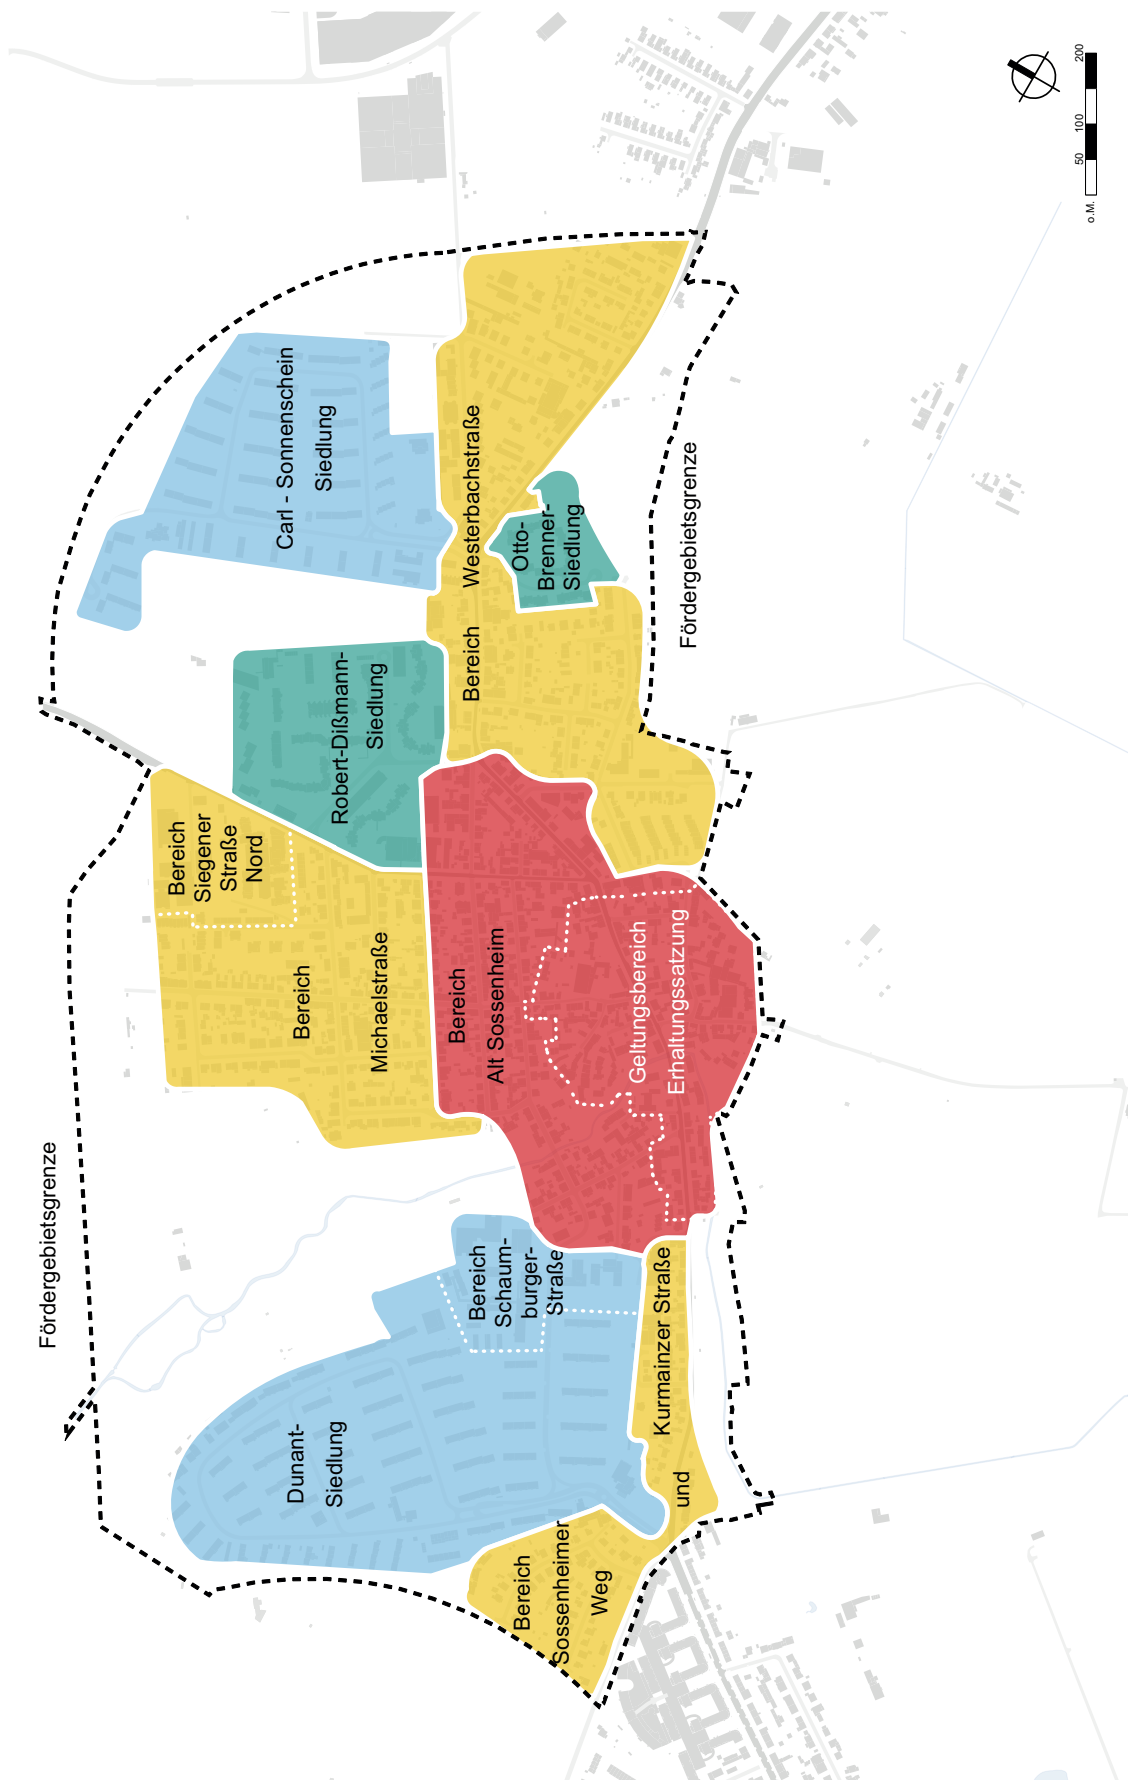 Fördergebietsgrenze
Dunant-
Siedlung
Bereich
Sossenheimer
Weg
und
Kurmainzer Straße
Bereich
Schaum-
burger-
Straße
Bereich
Michaelstraße
Bereich
Siegener
Straße
Nord
Bereich
Alt Sossenheim
Geltungsbereich
Erhaltungssatzung
Robert-Dißmann-
Siedlung
Bereich Westerbachstraße
Otto-
Brenner-
Siedlung
Carl - Sonnenschein
Siedlung
Fördergebietsgrenze
o.M. 50 100 200